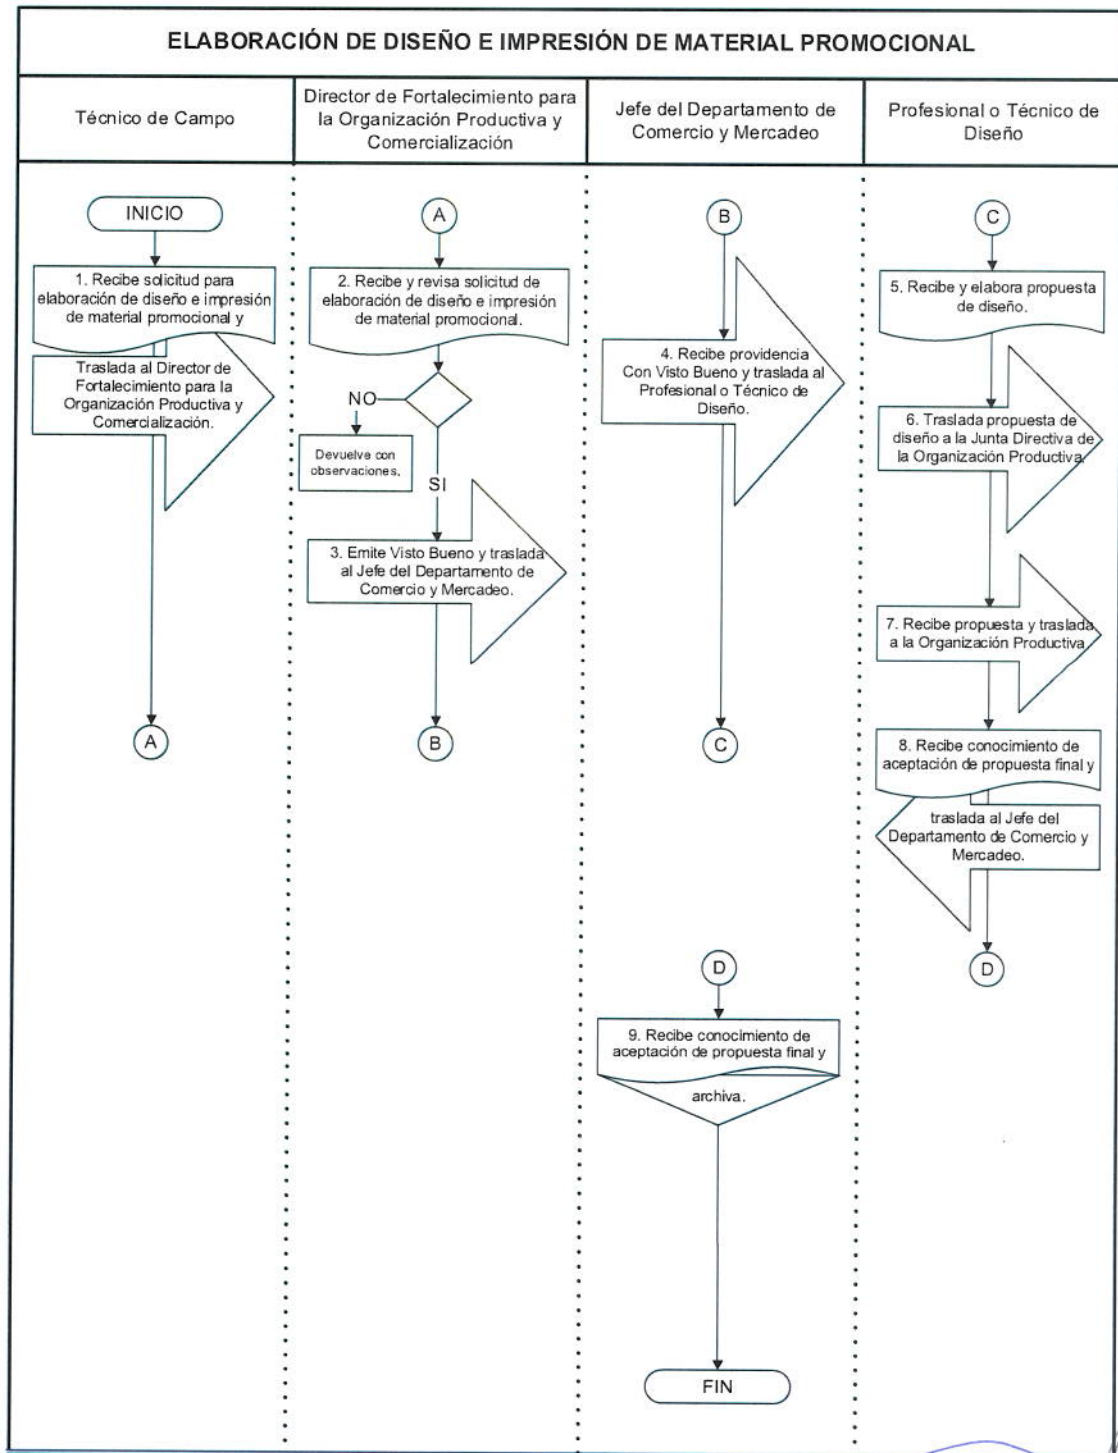 ELABORACIÓN DE DISEÑO E IMPRESIÓN DE MATERIAL PROMOCIONAL
Técnico de Campo
Director de Fortalecimiento para
la Organización Productiva y
Comercialización
Jefe del Departamento de
Comercio y Mercadeo
Profesional o Técnico de
Diseño
INICIO
1. Recibe solicitud para
elaboración de diseño e impresión
de material promocional y
Traslada al Director de
Fortalecimiento para la
Organización Productiva y
Comercialización.
A
A
2. Recibe y revisa solicitud de
elaboración de diseño e impresión
de material promocional.
NO
Devuelve con
observaciones.
SI
3. Emite Visto Bueno y traslada
al Jefe del Departamento de
Comercio y Mercadeo.
B
B
4. Recibe providencia
Con Visto Bueno y traslada al
Profesional o Técnico de
Diseño.
C
C
5. Recibe y elabora propuesta
de diseño.
6. Traslada propuesta de
diseño a la Junta Directiva de
la Organización Productiva.
7. Recibe propuesta y traslada
a la Organización Productiva.
8. Recibe conocimiento de
aceptación de propuesta final y
traslada al Jefe del
Departamento de Comercio y
Mercadeo.
D
D
9. Recibe conocimiento de
aceptación de propuesta final y
archiva.
FIN